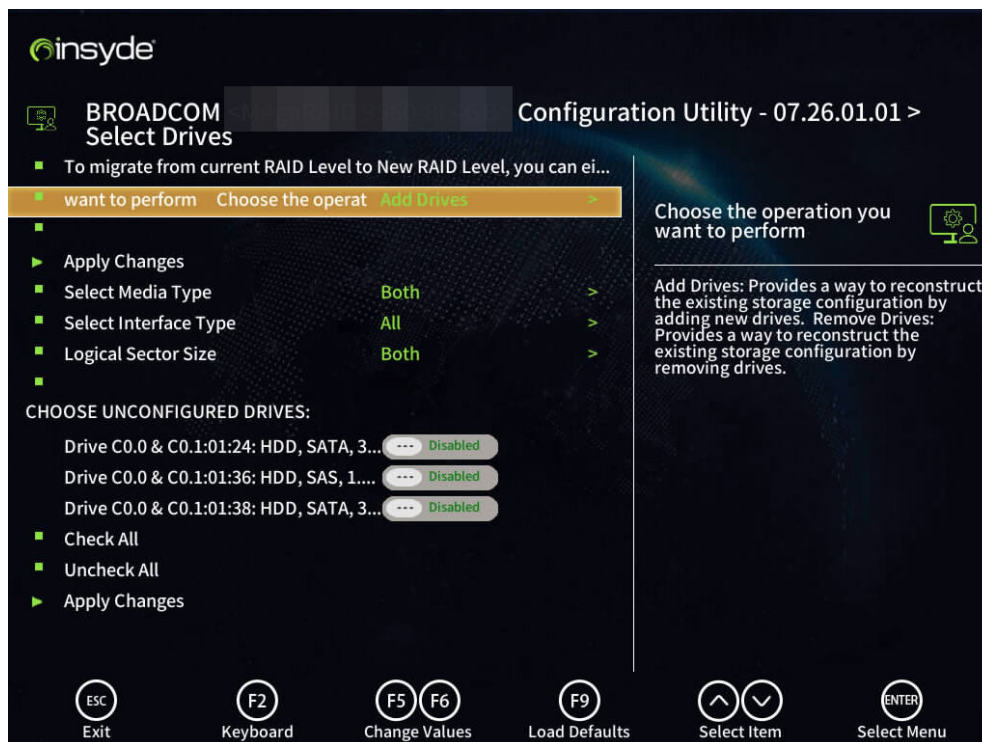 insyde
BROADCOM
Configuration Utility - 07.26.01.01 >
Select Drives
To migrate from current RAID Level to New RAID Level, you can ei...
want to perform Choose the operat Add Drives >
Apply Changes
Select Media Type Both >
Select Interface Type All >
Logical Sector Size Both >
CHOOSE UNCONFIGURED DRIVES:
Drive C0.0 & C0.1:01:24: HDD, SATA, 3... --- Disabled
Drive C0.0 & C0.1:01:36: HDD, SAS, 1.... --- Disabled
Drive C0.0 & C0.1:01:38: HDD, SATA, 3... --- Disabled
Check All
Uncheck All
Apply Changes
Choose the operation you
want to perform
Add Drives: Provides a way to reconstruct
the existing storage configuration by
adding new drives. Remove Drives:
Provides a way to reconstruct the
existing storage configuration by
removing drives.
ESC F2 F5 F6 F9 ENTER
Exit Keyboard Change Values Load Defaults Select Item Select Menu